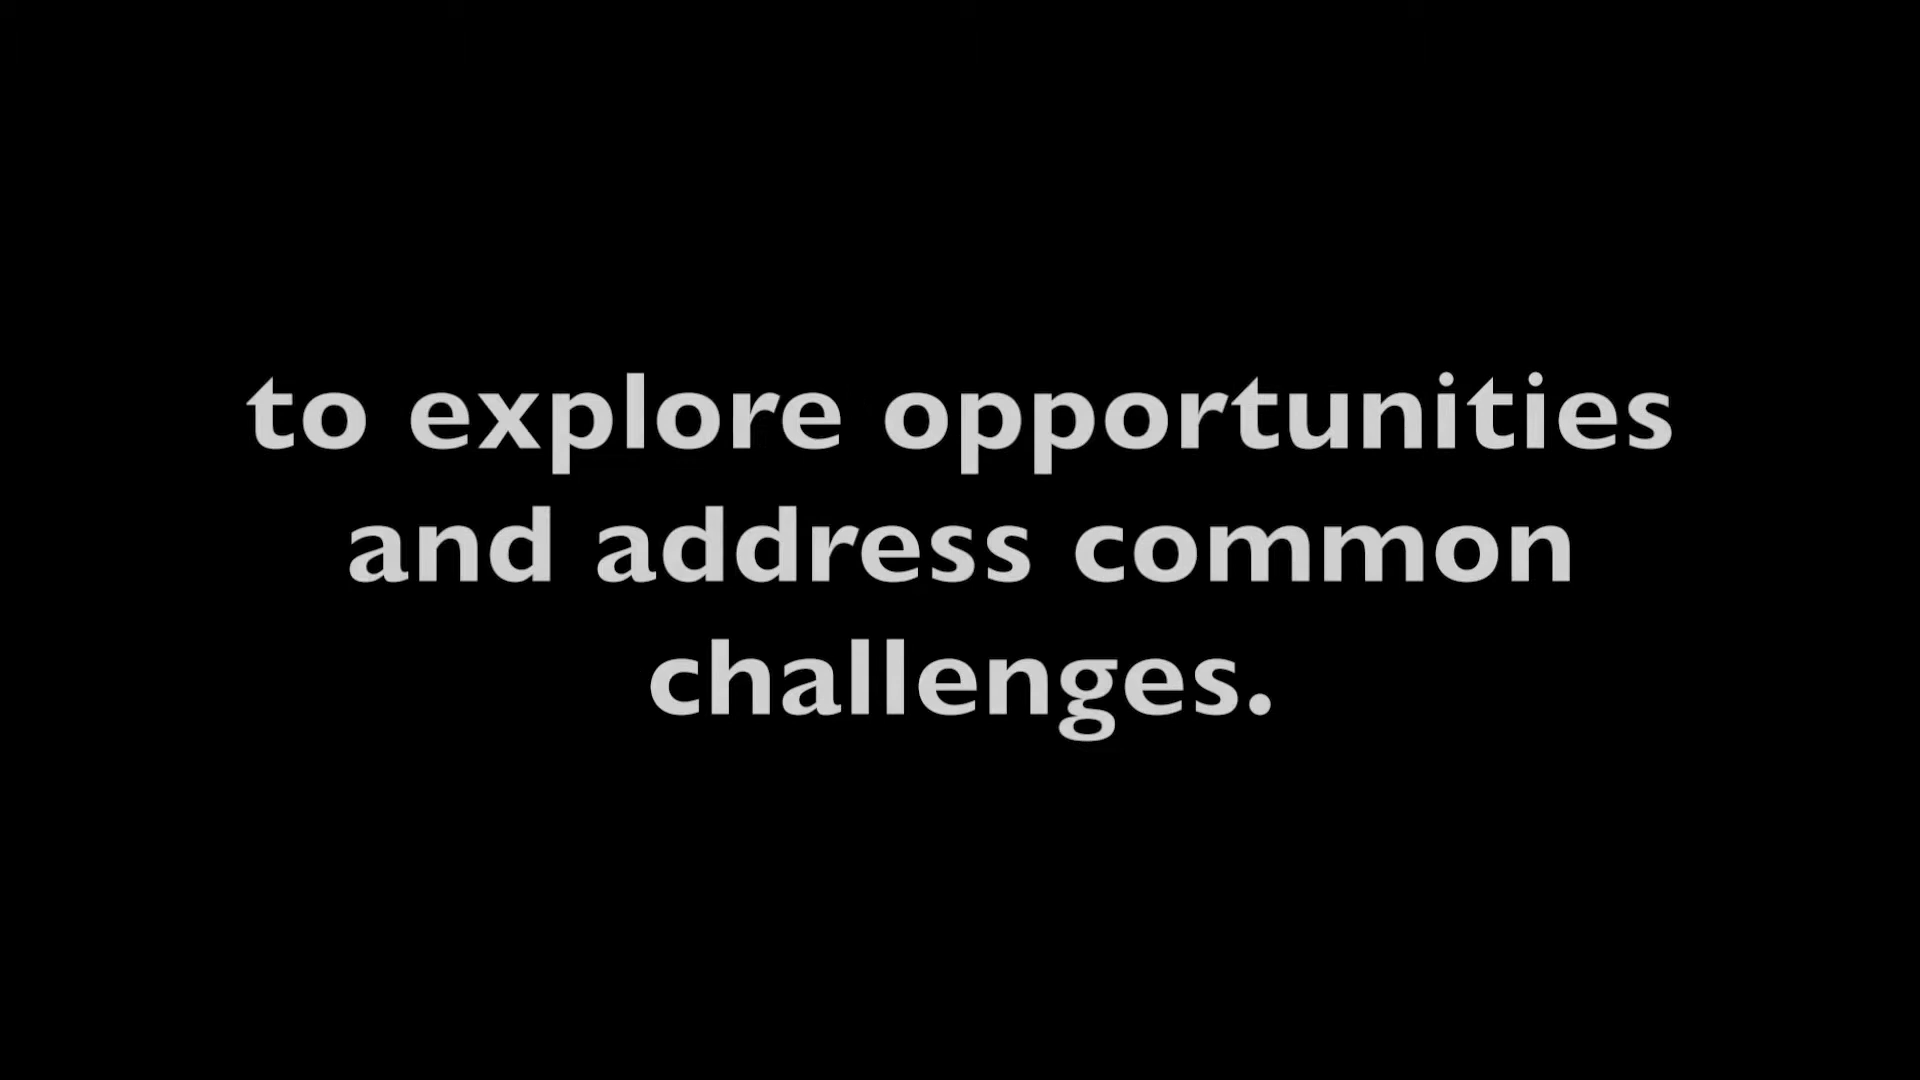 to explore opportunities
and address common
challenges.